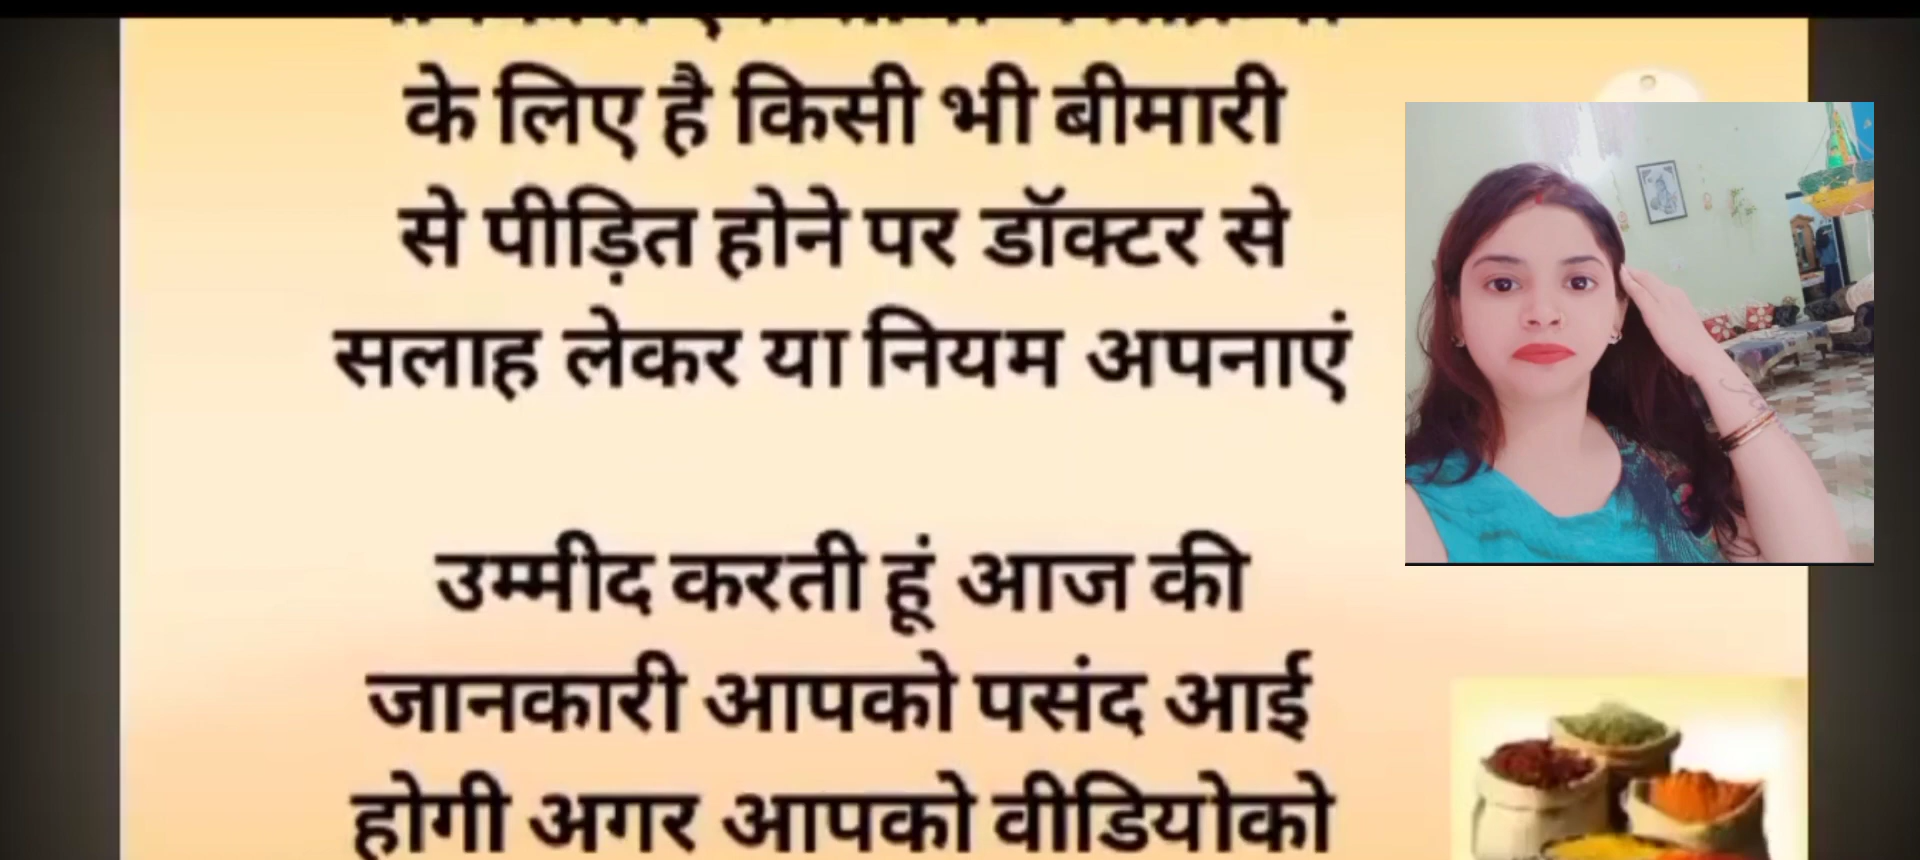 के लिए है किसी भी बीमारी
से पीड़ित होने पर डॉक्टर से
सलाह लेकर या नियम अपनाएं
उम्मीद करती हूं आज की
जानकारी आपको पसंद आई
होगी अगर आपको वीडियोको